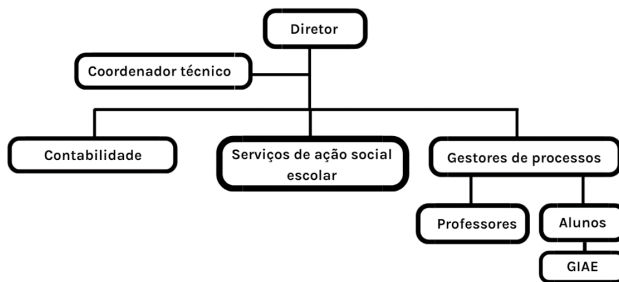 Diretor
Coordenador técnico
Contabilidade
Serviços de ação social
escolar
Gestores de processos
Professores
Alunos
GIAE